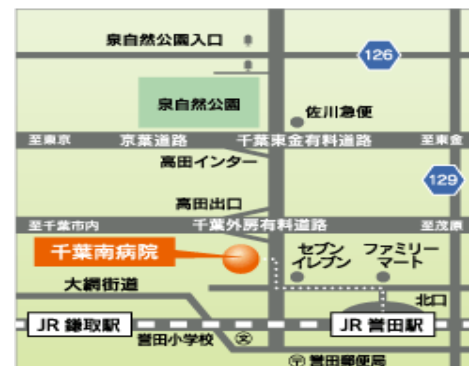 泉自然公園入口
126
泉自然公園
佐川急便
至東京
京葉道路
千葉東金有料道路
至東金
高田インター
129
高田出口
至千葉市内
千葉外房有料道路
至茂原
千葉南病院
セブン
イレブン
ファミリー
マート
大網街道
北口
JR 鎌取駅
JR 誉田駅
誉田小学校
文
〒誉田郵便局